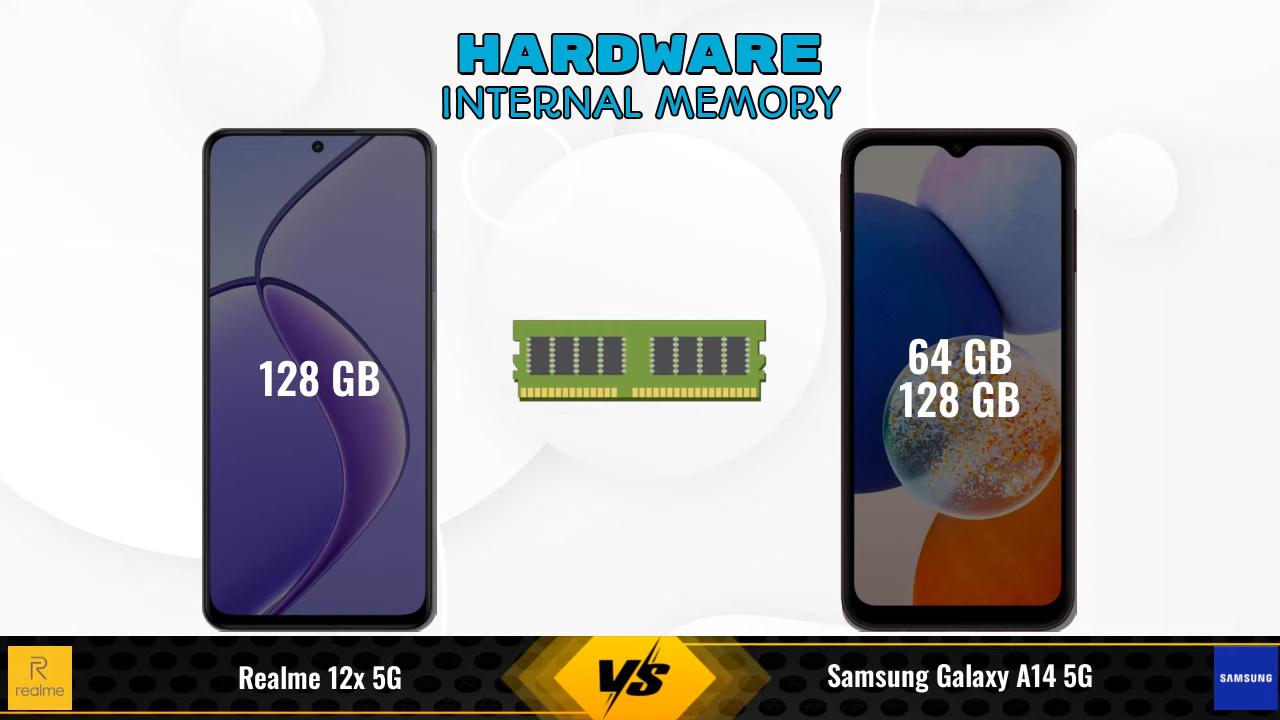 HARDWARE
INTERNAL MEMORY
128 GB
64 GB
128 GB
R
realme
Realme 12x 5G
VS
Samsung Galaxy A14 5G
SAMSUNG